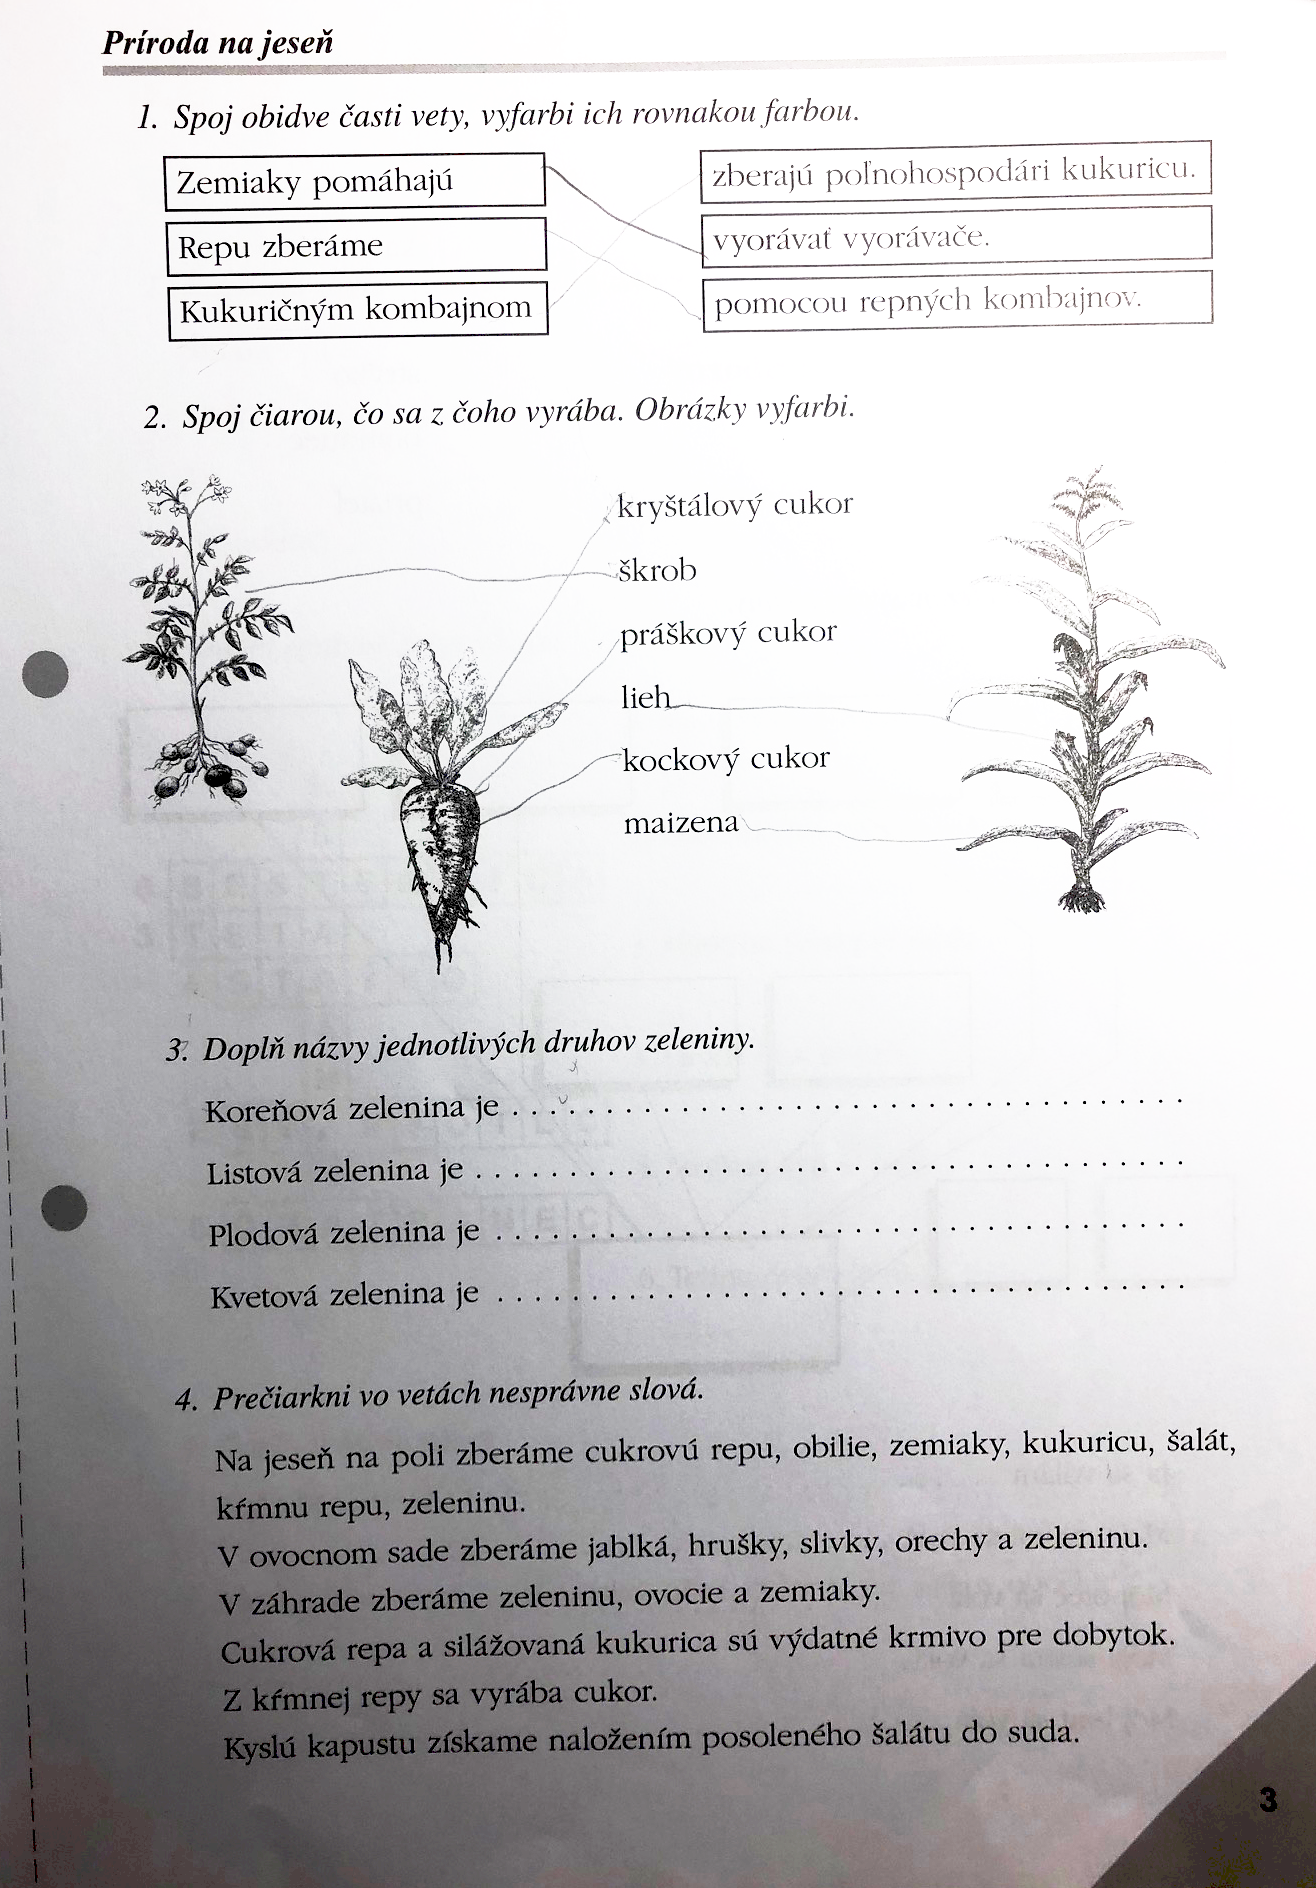 Príroda na jeseň
1. Spoj obidve časti vety, vyfarbi ich rovnakou farbou.
Zemiaky pomáhajú
zberajú poľnohospodári kukuricu.
Repu zberáme
vyorávať vyorávače.
Kukuričným kombajnom
pomocou repných kombajnov.
2. Spoj čiarou, čo sa z čoho vyrába. Obrázky vyfarbi.
kryštálový cukor
škrob
práškový cukor
lieh
kockový cukor
maizena
3. Doplň názvy jednotlivých druhov zeleniny.
Koreňová zelenina je . . . . . . . . . . . . . . . . . . . . . . . . . . . . . . . . . . . .
Listová zelenina je . . . . . . . . . . . . . . . . . . . . . . . . . . . . . . . . . . . . . .
Plodová zelenina je . . . . . . . . . . . . . . . . . . . . . . . . . . . . . . . . . . . . .
Kvetová zelenina je . . . . . . . . . . . . . . . . . . . . . . . . . . . . . . . . . . . . .
4. Prečiarkni vo vetách nesprávne slová.
Na jeseň na poli zberáme cukrovú repu, obilie, zemiaky, kukuricu, šalát,
kŕmnu repu, zeleninu.
V ovocnom sade zberáme jablká, hrušky, slivky, orechy a zeleninu.
V záhrade zberáme zeleninu, ovocie a zemiaky.
Cukrová repa a silážovaná kukurica sú výdatné krmivo pre dobytok.
Z kŕmnej repy sa vyrába cukor.
Kyslú kapustu získame naložením posoleného šalátu do suda.
3